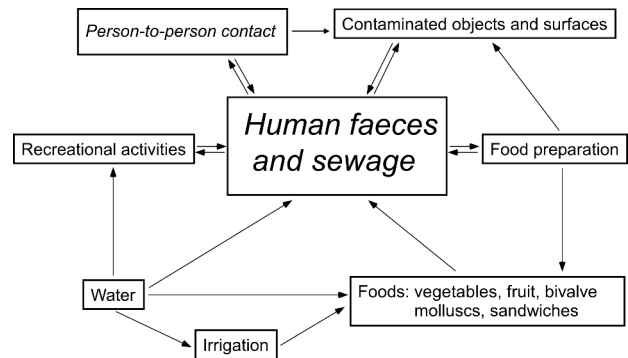 Person-to-person contact
Contaminated objects and surfaces
Human faeces
and sewage
Recreational activities
Food preparation
Water
Foods: vegetables, fruit, bivalve
molluscs, sandwiches
Irrigation